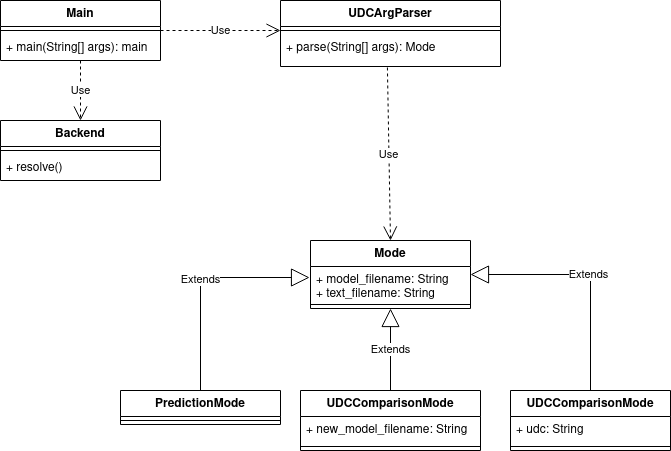 Main
+ main(String[] args): main
UDCArgParser
+ parse(String[] args): Mode
Use
Use
Backend
+ resolve()
Use
Mode
+ model_filename: String
+ text_filename: String
Extends
Extends
Extends
PredictionMode
UDCComparisonMode
+ new_model_filename: String
UDCComparisonMode
+ udc: String